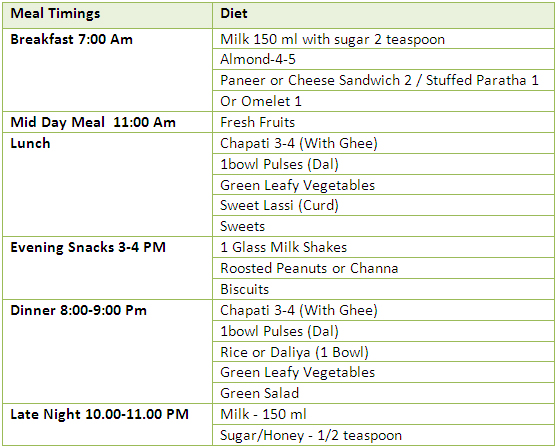 Meal Timings Diet
Breakfast 7:00 Am Milk 150 ml with sugar 2 teaspoon
Almond-4-5
Paneer or Cheese Sandwich 2 / Stuffed Paratha 1
Or Omelet 1
Mid Day Meal 11:00 Am Fresh Fruits
Lunch Chapati 3-4 (With Ghee)
1bowl Pulses (Dal)
Green Leafy Vegetables
Sweet Lassi (Curd)
Sweets
Evening Snacks 3-4 PM 1 Glass Milk Shakes
Roosted Peanuts or Channa
Biscuits
Dinner 8:00-9:00 Pm Chapati 3-4 (With Ghee)
1bowl Pulses (Dal)
Rice or Daliya (1 Bowl)
Green Leafy Vegetables
Green Salad
Late Night 10.00-11.00 PM Milk - 150 ml
Sugar/Honey - 1/2 teaspoon